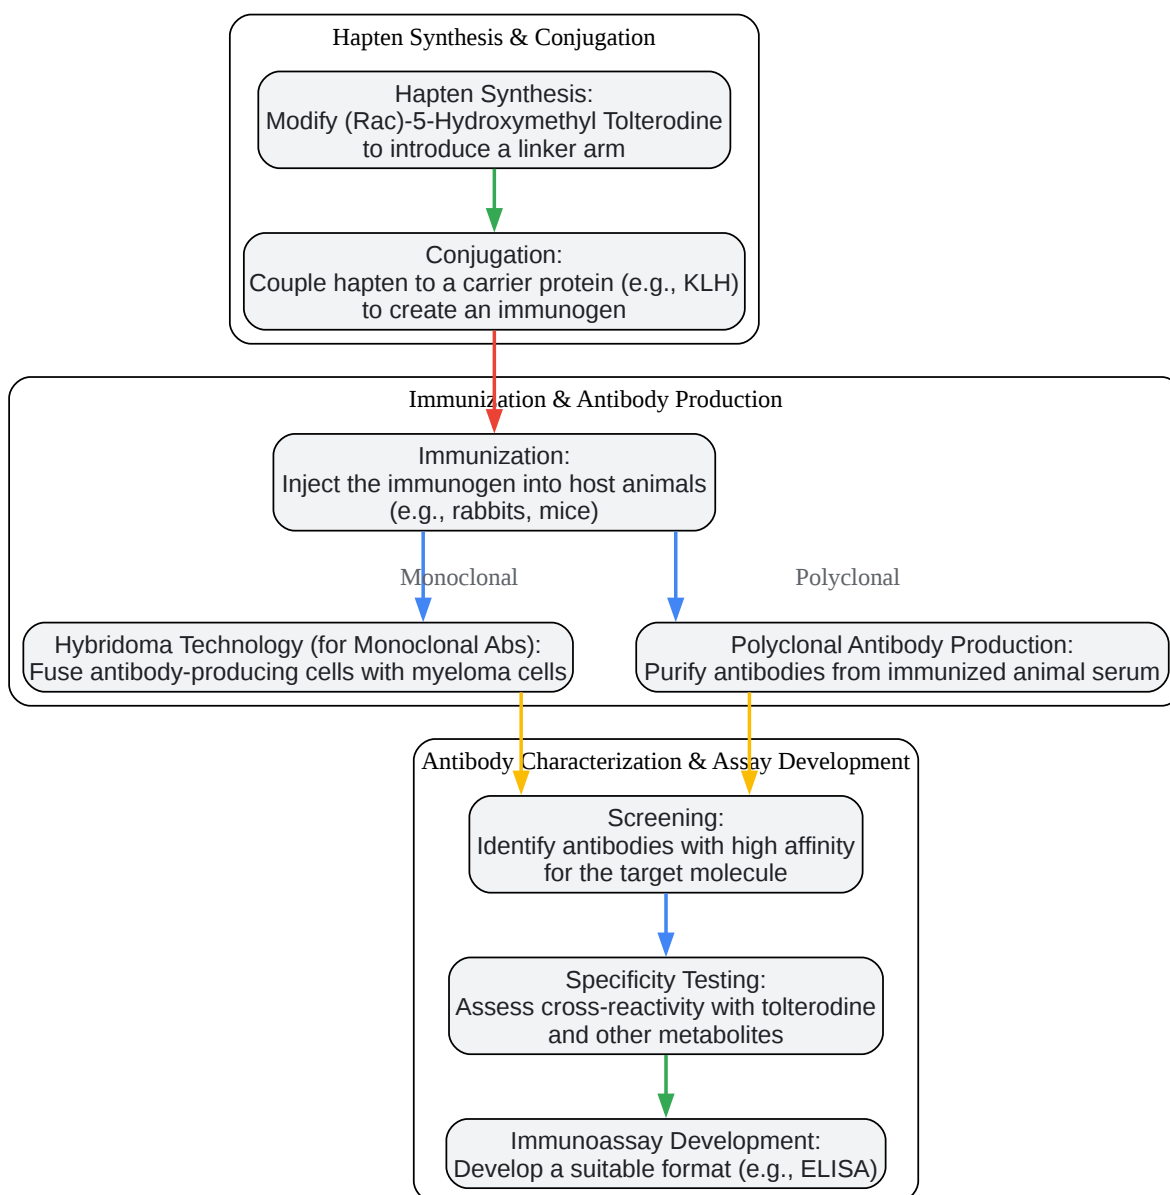 Hapten Synthesis & Conjugation
Hapten Synthesis:
Modify (Rac)-5-Hydroxymethyl Tolterodine
to introduce a linker arm
Conjugation:
Couple hapten to a carrier protein (e.g., KLH)
to create an immunogen
Immunization & Antibody Production
Immunization:
Inject the immunogen into host animals
(e.g., rabbits, mice)
Monoclonal
Polyclonal
Hybridoma Technology (for Monoclonal Abs):
Fuse antibody-producing cells with myeloma cells
Polyclonal Antibody Production:
Purify antibodies from immunized animal serum
Antibody Characterization & Assay Development
Screening:
Identify antibodies with high affinity
for the target molecule
Specificity Testing:
Assess cross-reactivity with tolterodine
and other metabolites
Immunoassay Development:
Develop a suitable format (e.g., ELISA)